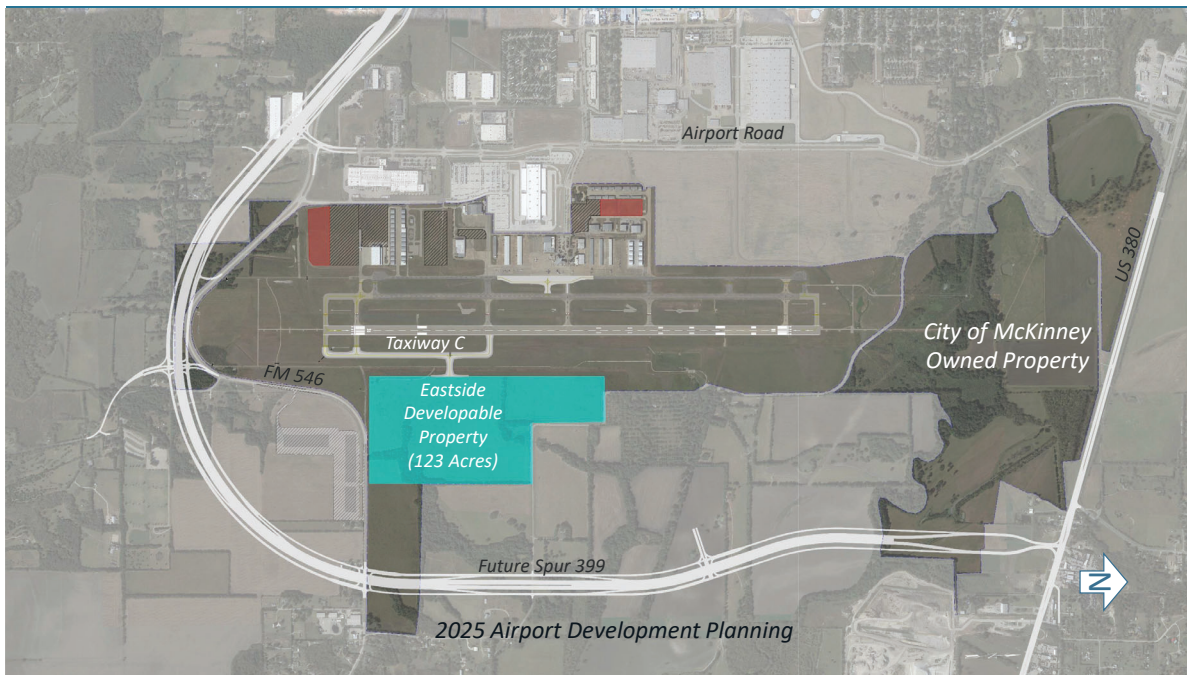 Airport Road
US 380
City of McKinney
Owned Property
Taxiway C
FM 546
Eastside
Developable
Property
(123 Acres)
Future Spur 399
N
2025 Airport Development Planning